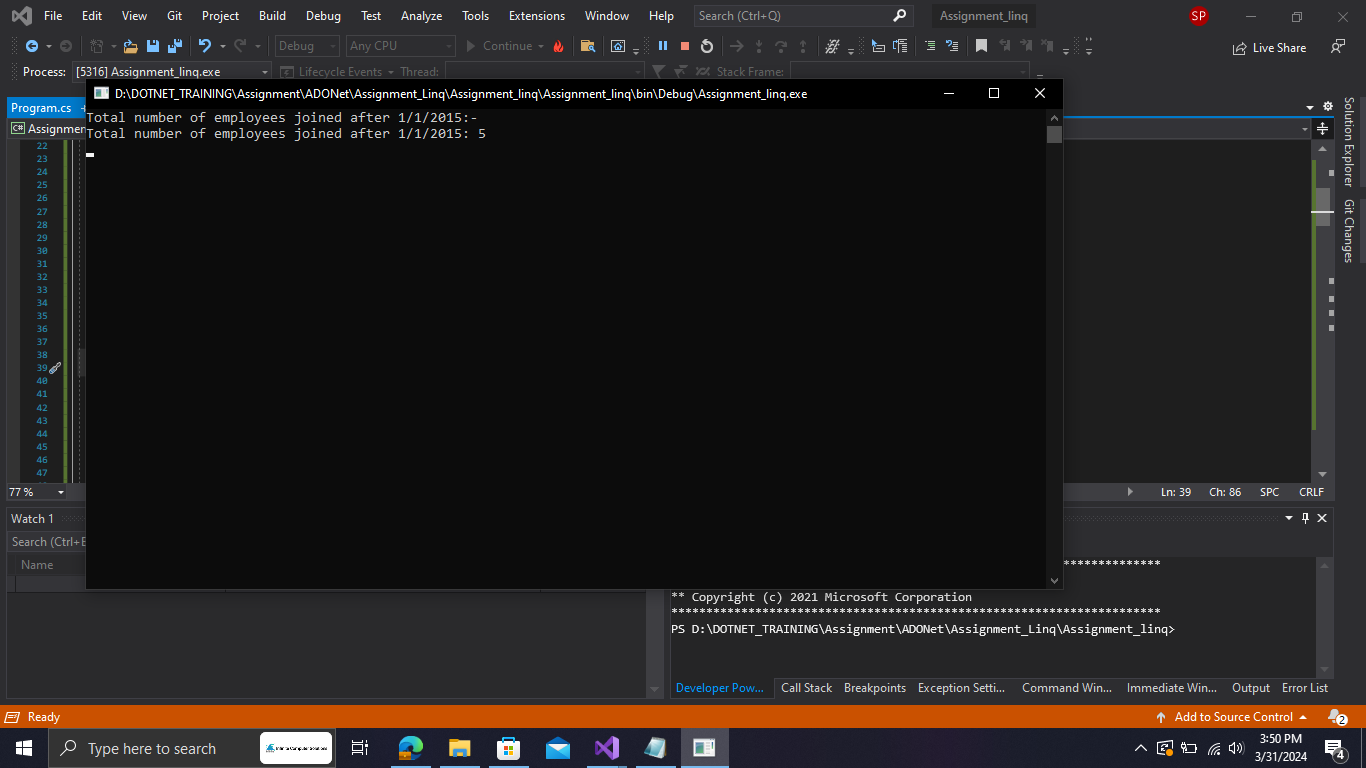 File Edit View Git Project Build Debug Test Analyze Tools Extensions Window Help Search (Ctrl+Q) Assignment_linq SP
Debug Any CPU Continue Live Share
Process: [5316] Assignment_linq.exe Lifecycle Events Thread: Stack Frame:
D:\DOTNET_TRAINING\Assignment\ADONet\Assignment_Linq\Assignment_linq\Assignment_linq\bin\Debug\Assignment_linq.exe
Program.cs
Total number of employees joined after 1/1/2015:-
Assignmen
Total number of employees joined after 1/1/2015: 5
Solution Explorer
Git Changes
22
23
24
25
26
27
28
29
30
31
32
33
34
35
36
37
38
39
40
41
42
43
44
45
46
47
77 % Ln: 39 Ch: 86 SPC CRLF
Watch 1
Search (Ctrl+E
Name
*****************************************************************
** Copyright (c) 2021 Microsoft Corporation
**********************************************************************
PS D:\DOTNET_TRAINING\Assignment\ADONet\Assignment_Linq\Assignment_linq>
Developer Pow... Call Stack Breakpoints Exception Setti... Command Win... Immediate Win... Output Error List
Ready Add to Source Control 2
Type here to search Infinite Computer Solutions
3:50 PM
3/31/2024
4